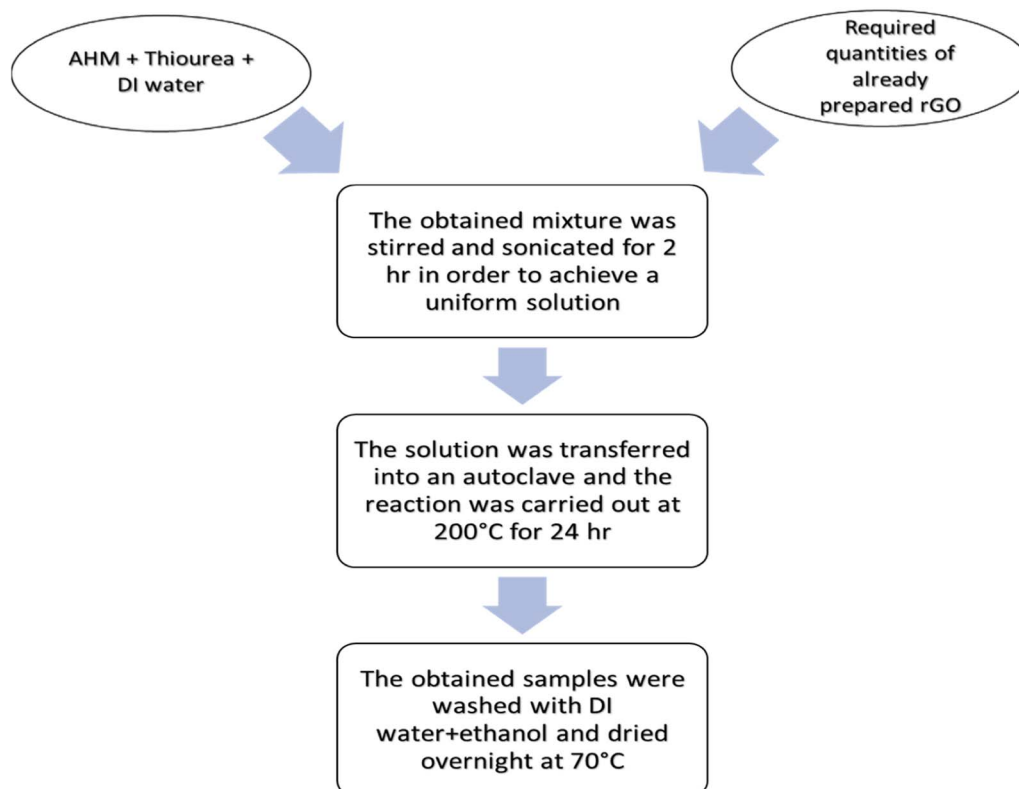 AHM + Thiourea +
DI water
Required
quantities of
already
prepared rGO
The obtained mixture was
stirred and sonicated for 2
hr in order to achieve a
uniform solution
The solution was transferred
into an autoclave and the
reaction was carried out at
200°C for 24 hr
The obtained samples were
washed with DI
water+ethanol and dried
overnight at 70°C